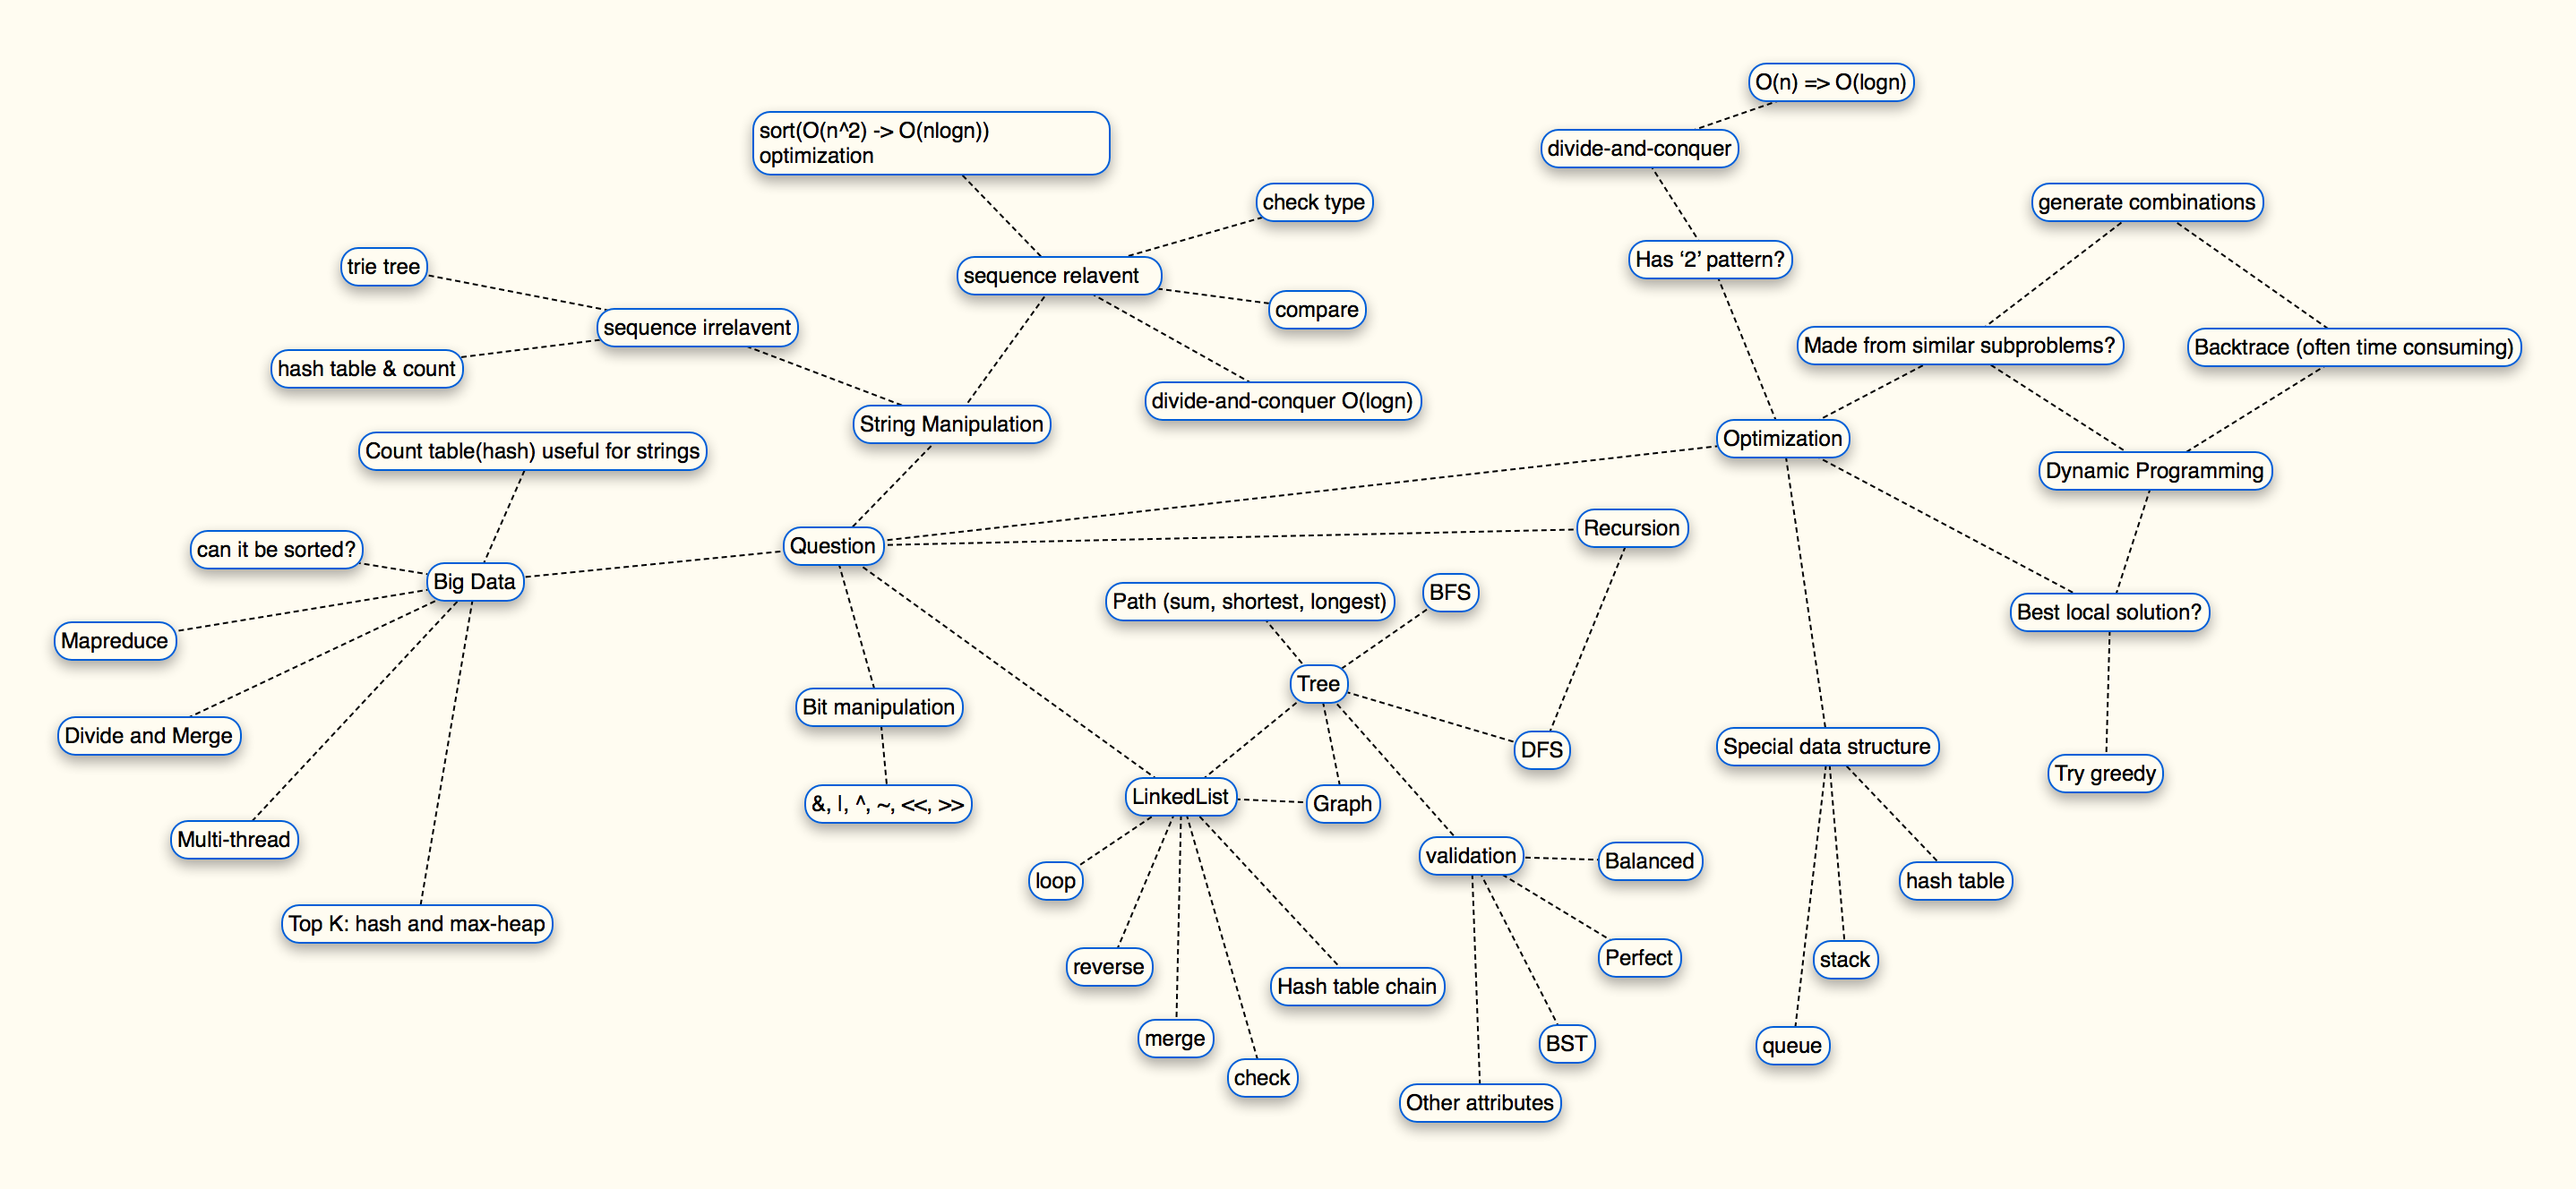 O(n) => O(logn)
sort(O(n^2) -> O(nlogn))
optimization
divide-and-conquer
check type
generate combinations
trie tree
sequence relavent
Has ‘2’ pattern?
compare
sequence irrelavent
Made from similar subproblems?
Backtrace (often time consuming)
hash table & count
divide-and-conquer O(logn)
String Manipulation
Optimization
Count table(hash) useful for strings
Dynamic Programming
can it be sorted?
Question
Recursion
Big Data
Path (sum, shortest, longest)
BFS
Best local solution?
Mapreduce
Tree
Bit manipulation
Divide and Merge
DFS
Special data structure
Try greedy
&, |, ^, ~, <<, >>
LinkedList
Graph
Multi-thread
validation
Balanced
loop
hash table
Top K: hash and max-heap
reverse
Perfect
stack
Hash table chain
merge
BST
queue
check
Other attributes